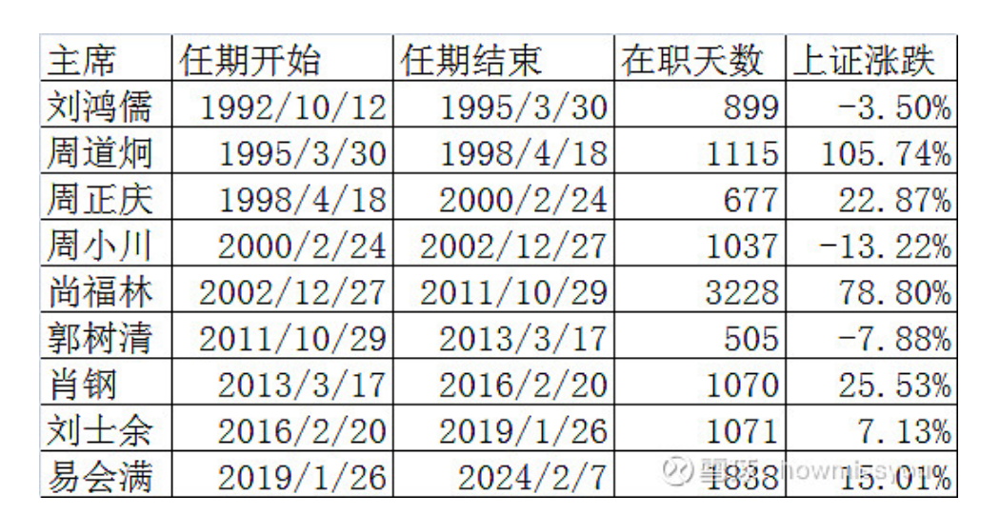 主席 任期开始 任期结束 在职天数 上证涨跌
刘鸿儒 1992/10/12 1995/3/30 899 -3.50%
周道炯 1995/3/30 1998/4/18 1115 105.74%
周正庆 1998/4/18 2000/2/24 677 22.87%
周小川 2000/2/24 2002/12/27 1037 -13.22%
尚福林 2002/12/27 2011/10/29 3228 78.80%
郭树清 2011/10/29 2013/3/17 505 -7.88%
肖钢 2013/3/17 2016/2/20 1070 25.53%
刘士余 2016/2/20 2019/1/26 1071 7.13%
易会满 2019/1/26 2024/2/7 1838 15.01%